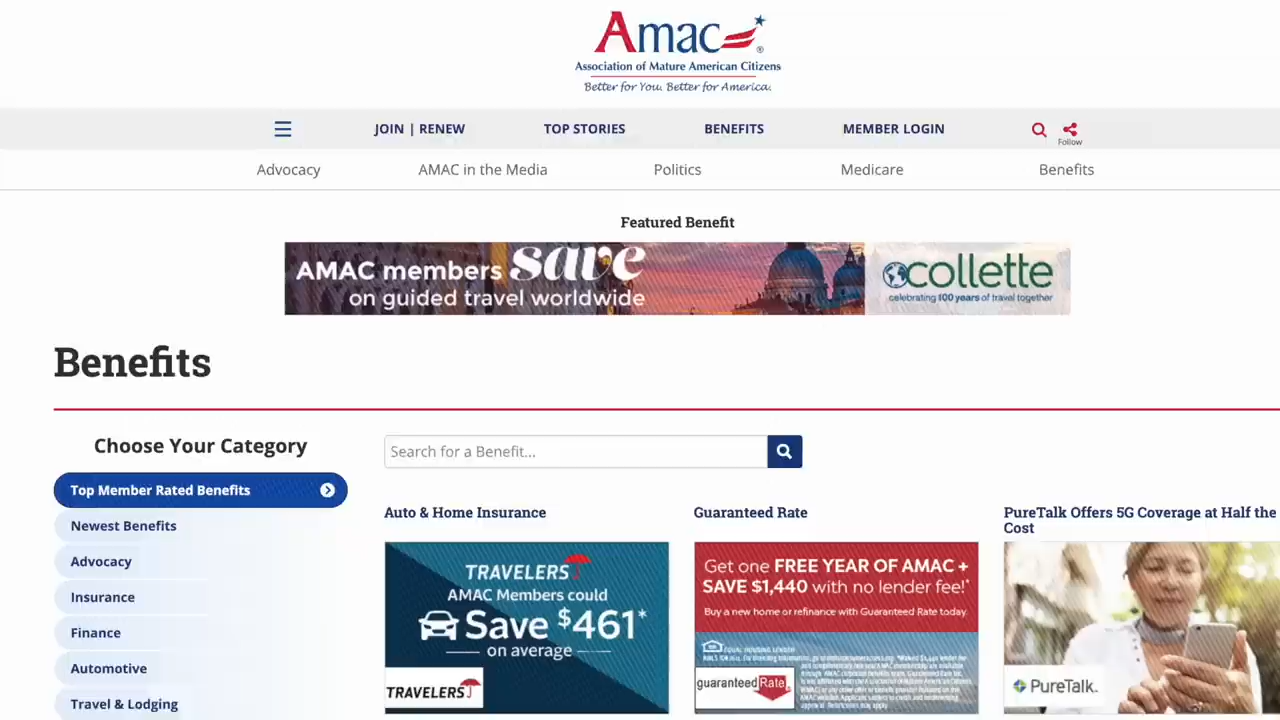 Amac
®
Association of Mature American Citizens
Better for You. Better for America.
JOIN | RENEW
TOP STORIES
BENEFITS
MEMBER LOGIN
Follow
Advocacy
AMAC in the Media
Politics
Medicare
Benefits
Featured Benefit
AMAC members save
on guided travel worldwide
collette
celebrating 100 years of travel together
Benefits
Choose Your Category
Top Member Rated Benefits
Newest Benefits
Advocacy
Insurance
Finance
Automotive
Travel & Lodging
Search for a Benefit...
Auto & Home Insurance
TRAVELERS
AMAC Members could
Save $461*
on average
TRAVELERS
Guaranteed Rate
Get one FREE YEAR OF AMAC +
SAVE $1,440 with no lender fee!*
Buy a new home or refinance with Guaranteed Rate today.
EQUAL HOUSING LENDER
guaranteed Rate
PureTalk Offers 5G Coverage at Half the
Cost
PureTalk.